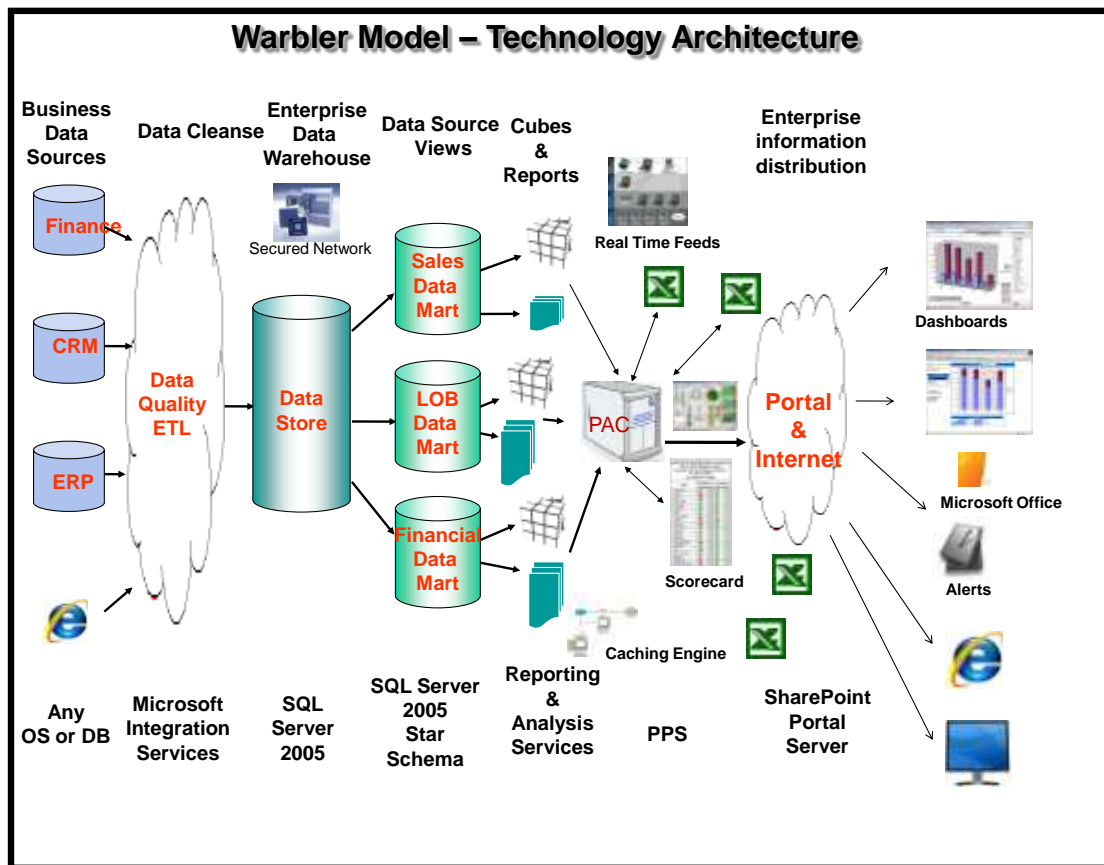 Warbler Model – Technology Architecture
Business
Data
Sources
Data Cleanse
Enterprise
Data
Warehouse
Data Source
Views
Cubes
&
Reports
Enterprise
information
distribution
Finance
Secured Network
Real Time Feeds
Sales
Data
Mart
Dashboards
CRM
Data
Quality
ETL
Data
Store
LOB
Data
Mart
PAC
Portal
&
Internet
ERP
Microsoft Office
Financial
Data
Mart
Scorecard
Alerts
Caching Engine
Any
OS or DB
Microsoft
Integration
Services
SQL
Server
2005
SQL Server
2005
Star
Schema
Reporting
&
Analysis
Services
PPS
SharePoint
Portal
Server